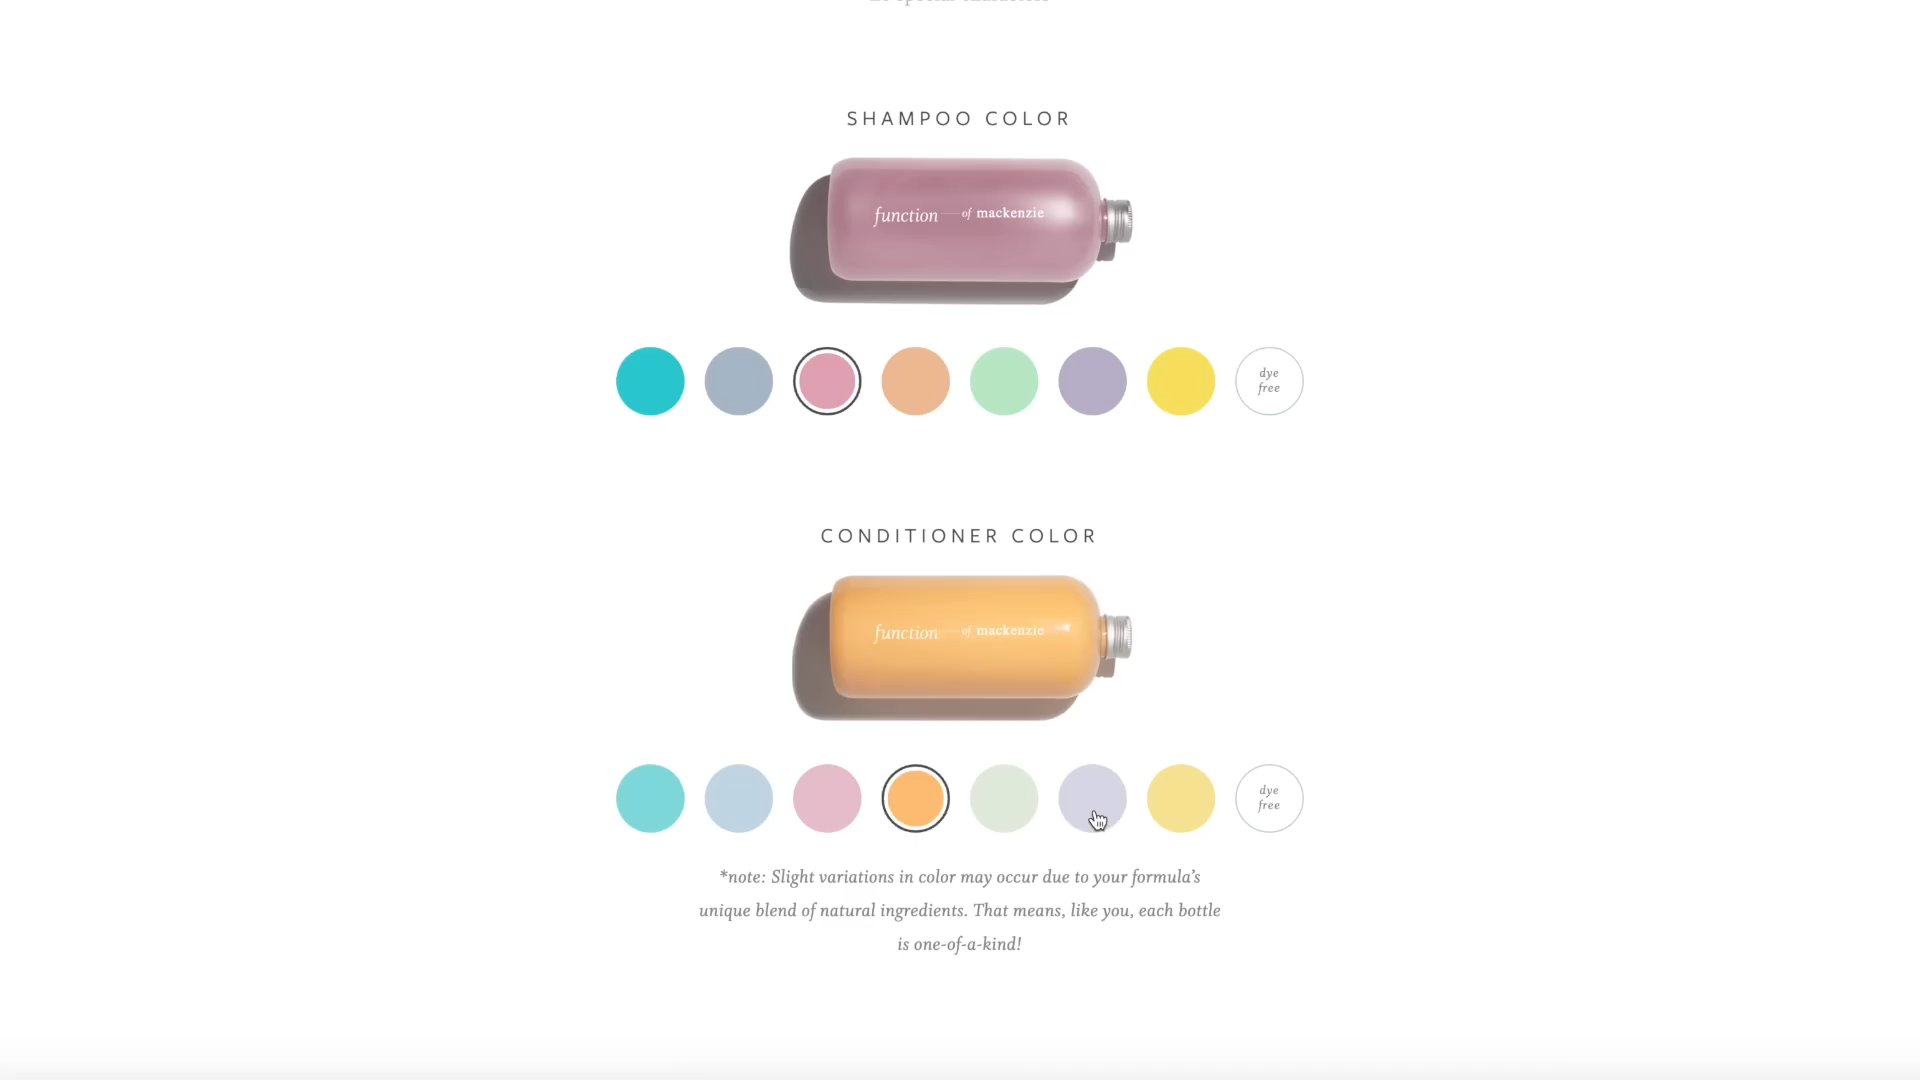 SHAMPOO COLOR
function of mackenzie
dye
free
CONDITIONER COLOR
function of mackenzie
dye
free
*note: Slight variations in color may occur due to your formula's
unique blend of natural ingredients. That means, like you, each bottle
is one-of-a-kind!